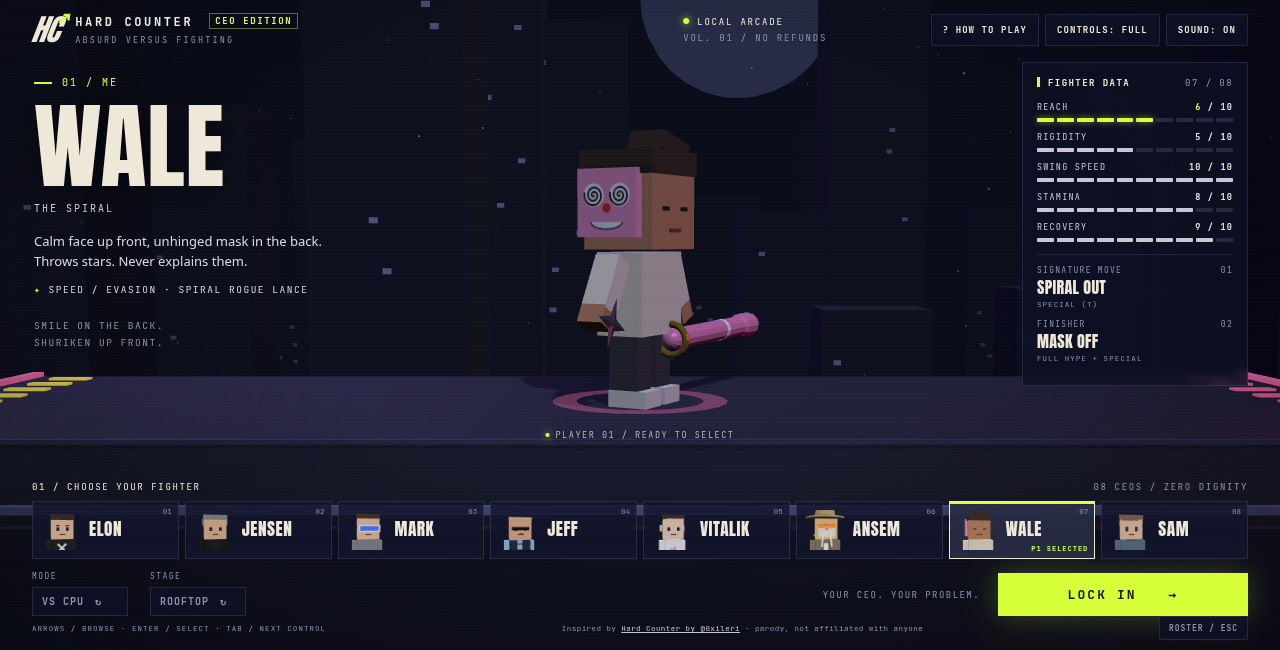 HC HARD COUNTER CEO EDITION
ABSURD VERSUS FIGHTING
LOCAL ARCADE
VOL. 01 / NO REFUNDS
? HOW TO PLAY
CONTROLS: FULL
SOUND: ON
01 / ME
WALE
THE SPIRAL
Calm face up front, unhinged mask in the back.
Throws stars. Never explains them.
✦ SPEED / EVASION · SPIRAL ROGUE LANCE
SMILE ON THE BACK.
SHURIKEN UP FRONT.
FIGHTER DATA 07 / 08
REACH 6 / 10
RIGIDITY 5 / 10
SWING SPEED 10 / 10
STAMINA 8 / 10
RECOVERY 9 / 10
SIGNATURE MOVE 01
SPIRAL OUT
SPECIAL (T)
FINISHER 02
MASK OFF
FULL HYPE + SPECIAL
PLAYER 01 / READY TO SELECT
01 / CHOOSE YOUR FIGHTER
08 CEOS / ZERO DIGNITY
ELON 01
JENSEN 02
MARK 03
JEFF 04
VITALIK 05
ANSEM 06
WALE 07
P1 SELECTED
SAM 08
MODE
VS CPU ↻
STAGE
ROOFTOP ↻
YOUR CEO. YOUR PROBLEM.
LOCK IN →
ARROWS / BROWSE · ENTER / SELECT · TAB / NEXT CONTROL
Inspired by Hard Counter by @0xileri · parody, not affiliated with anyone
ROSTER / ESC